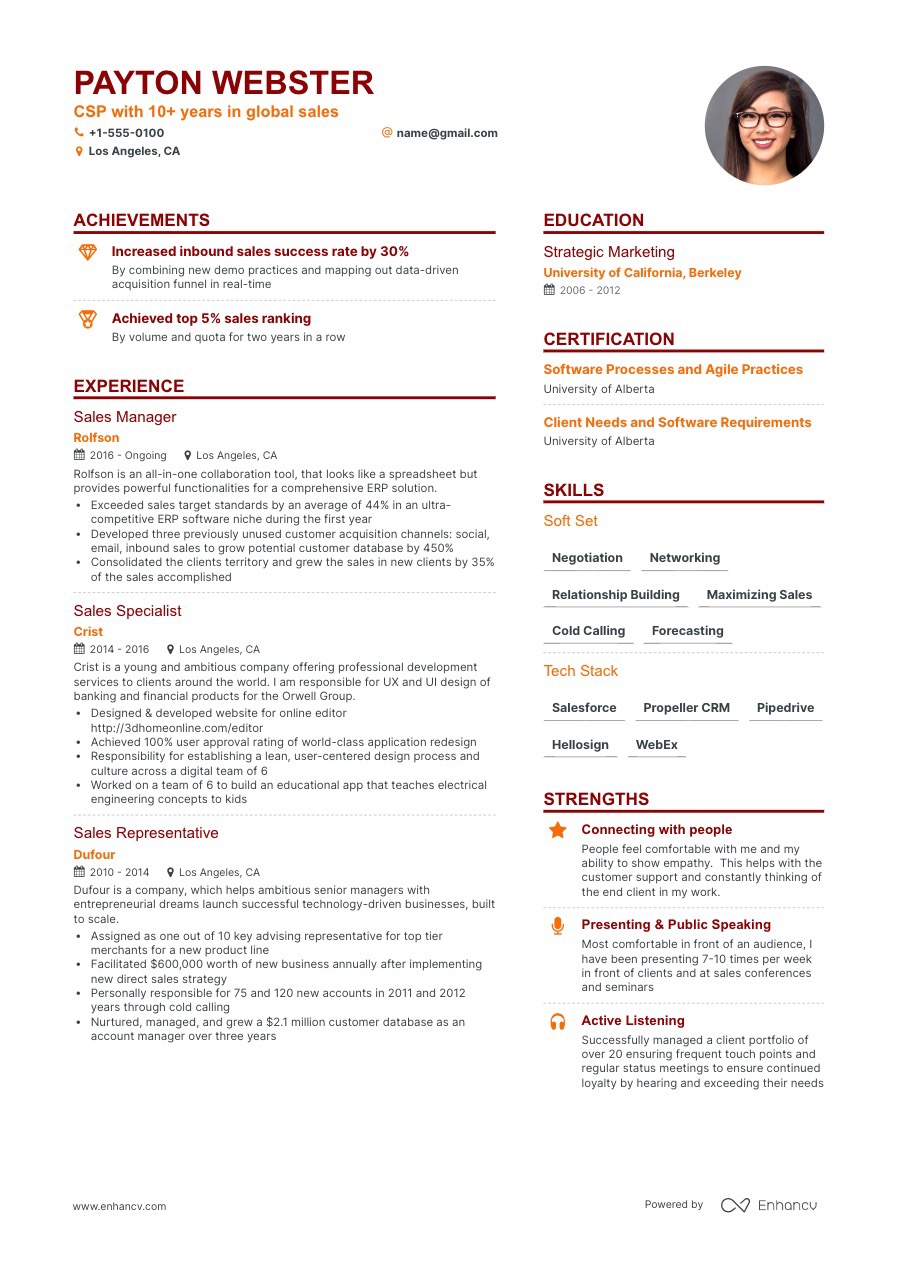 PAYTON WEBSTER
CSP with 10+ years in global sales
+1-555-0100
name@gmail.com
Los Angeles, CA
ACHIEVEMENTS
Increased inbound sales success rate by 30%
By combining new demo practices and mapping out data-driven
acquisition funnel in real-time
Achieved top 5% sales ranking
By volume and quota for two years in a row
EXPERIENCE
Sales Manager
Rolfson
2016 - Ongoing Los Angeles, CA
Rolfson is an all-in-one collaboration tool, that looks like a spreadsheet but
provides powerful functionalities for a comprehensive ERP solution.
• Exceeded sales target standards by an average of 44% in an ultra-
competitive ERP software niche during the first year
• Developed three previously unused customer acquisition channels: social,
email, inbound sales to grow potential customer database by 450%
• Consolidated the clients territory and grew the sales in new clients by 35%
of the sales accomplished
Sales Specialist
Crist
2014 - 2016 Los Angeles, CA
Crist is a young and ambitious company offering professional development
services to clients around the world. I am responsible for UX and UI design of
banking and financial products for the Orwell Group.
• Designed & developed website for online editor
http://3dhomeonline.com/editor
• Achieved 100% user approval rating of world-class application redesign
• Responsibility for establishing a lean, user-centered design process and
culture across a digital team of 6
• Worked on a team of 6 to build an educational app that teaches electrical
engineering concepts to kids
Sales Representative
Dufour
2010 - 2014 Los Angeles, CA
Dufour is a company, which helps ambitious senior managers with
entrepreneurial dreams launch successful technology-driven businesses, built
to scale.
• Assigned as one out of 10 key advising representative for top tier
merchants for a new product line
• Facilitated $600,000 worth of new business annually after implementing
new direct sales strategy
• Personally responsible for 75 and 120 new accounts in 2011 and 2012
years through cold calling
• Nurtured, managed, and grew a $2.1 million customer database as an
account manager over three years
EDUCATION
Strategic Marketing
University of California, Berkeley
2006 - 2012
CERTIFICATION
Software Processes and Agile Practices
University of Alberta
Client Needs and Software Requirements
University of Alberta
SKILLS
Soft Set
Negotiation Networking
Relationship Building Maximizing Sales
Cold Calling Forecasting
Tech Stack
Salesforce Propeller CRM Pipedrive
Hellosign WebEx
STRENGTHS
Connecting with people
People feel comfortable with me and my
ability to show empathy. This helps with the
customer support and constantly thinking of
the end client in my work.
Presenting & Public Speaking
Most comfortable in front of an audience, I
have been presenting 7-10 times per week
in front of clients and at sales conferences
and seminars
Active Listening
Successfully managed a client portfolio of
over 20 ensuring frequent touch points and
regular status meetings to ensure continued
loyalty by hearing and exceeding their needs
www.enhancv.com
Powered by Enhancv